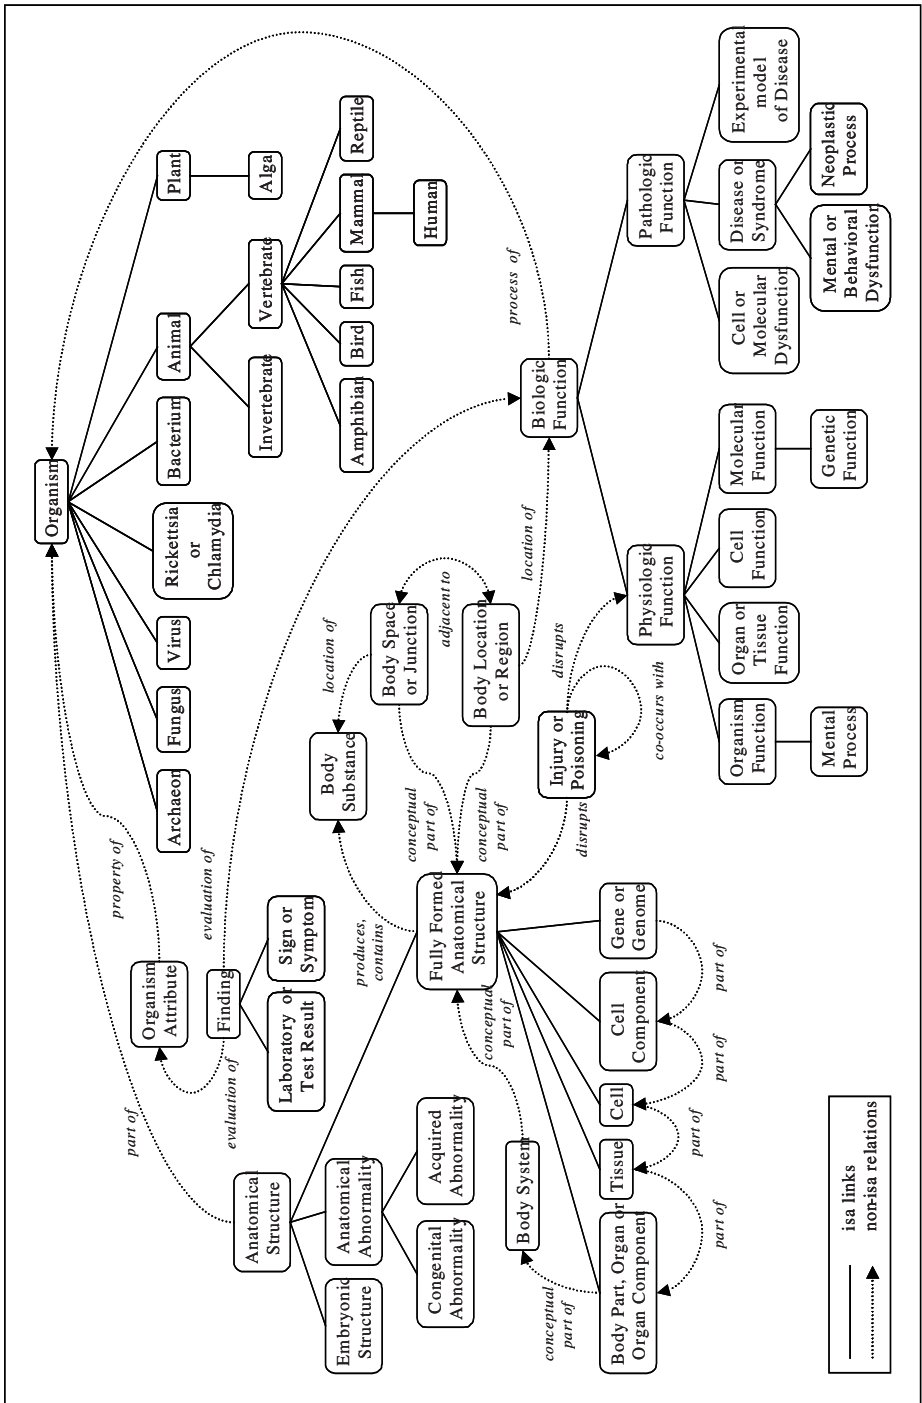 Organism
Archaeon
Fungus
Virus
Rickettsia
or
Chlamydia
Bacterium
Animal
Plant
Invertebrate
Vertebrate
Alga
Amphibian
Bird
Fish
Mammal
Reptile
Human
part of
property of
process of
Organism
Attribute
evaluation of
evaluation of
Finding
Laboratory or
Test Result
Sign or
Symptom
Anatomical
Structure
Embryonic
Structure
Anatomical
Abnormality
Congenital
Abnormality
Acquired
Abnormality
produces,
contains
Body
Substance
location of
Body Space
or Junction
adjacent to
Body Location
or Region
location of
conceptual
part of
conceptual
part of
Fully Formed
Anatomical
Structure
conceptual
part of
Body System
conceptual
part of
Body Part, Organ or
Organ Component
Tissue
Cell
Cell
Component
Gene or
Genome
part of
part of
part of
part of
disrupts
Injury or
Poisoning
disrupts
co-occurs with
Biologic
Function
Physiologic
Function
Pathologic
Function
Organism
Function
Organ or
Tissue
Function
Cell
Function
Molecular
Function
Cell or
Molecular
Dysfunction
Disease or
Syndrome
Experimental
model
of Disease
Mental
Process
Genetic
Function
Mental or
Behavioral
Dysfunction
Neoplastic
Process
isa links
non-isa relations